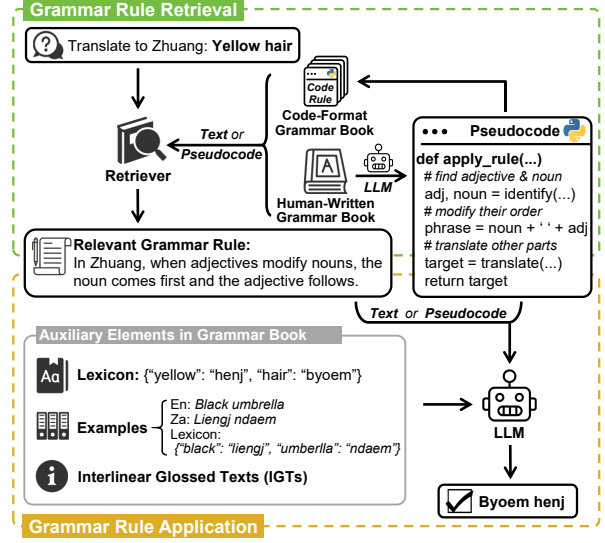 Grammar Rule Retrieval
Translate to Zhuang: Yellow hair
Code
Rule
Code-Format
Grammar Book
Text or
Pseudocode
Retriever
A
LLM
Human-Written
Grammar Book
Pseudocode
def apply_rule(...)
# find adjective & noun
adj, noun = identify(...)
# modify their order
phrase = noun + ‘ ‘ + adj
# translate other parts
target = translate(...)
return target
Relevant Grammar Rule:
In Zhuang, when adjectives modify nouns, the
noun comes first and the adjective follows.
Text or Pseudocode
Auxiliary Elements in Grammar Book
Aa
Lexicon: {“yellow”: “henj”, “hair”: “byoem”}
Examples
En: Black umbrella
Za: Liengj ndaem
Lexicon:
{“black”: “liengj”, “umberlla”: “ndaem”}
Interlinear Glossed Texts (IGTs)
LLM
Byoem henj
Grammar Rule Application